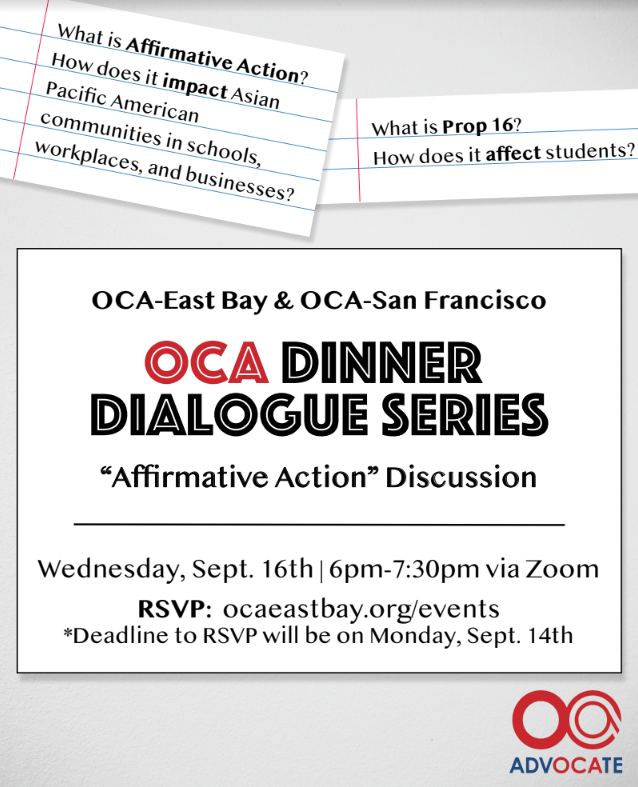 What is Affirmative Action?
How does it impact Asian
Pacific American
communities in schools,
workplaces, and businesses?
What is Prop 16?
How does it affect students?
OCA-East Bay & OCA-San Francisco
OCA DINNER
DIALOGUE SERIES
“Affirmative Action” Discussion
Wednesday, Sept. 16th | 6pm-7:30pm via Zoom
RSVP: ocaeastbay.org/events
*Deadline to RSVP will be on Monday, Sept. 14th
OCA
ADVOCATE